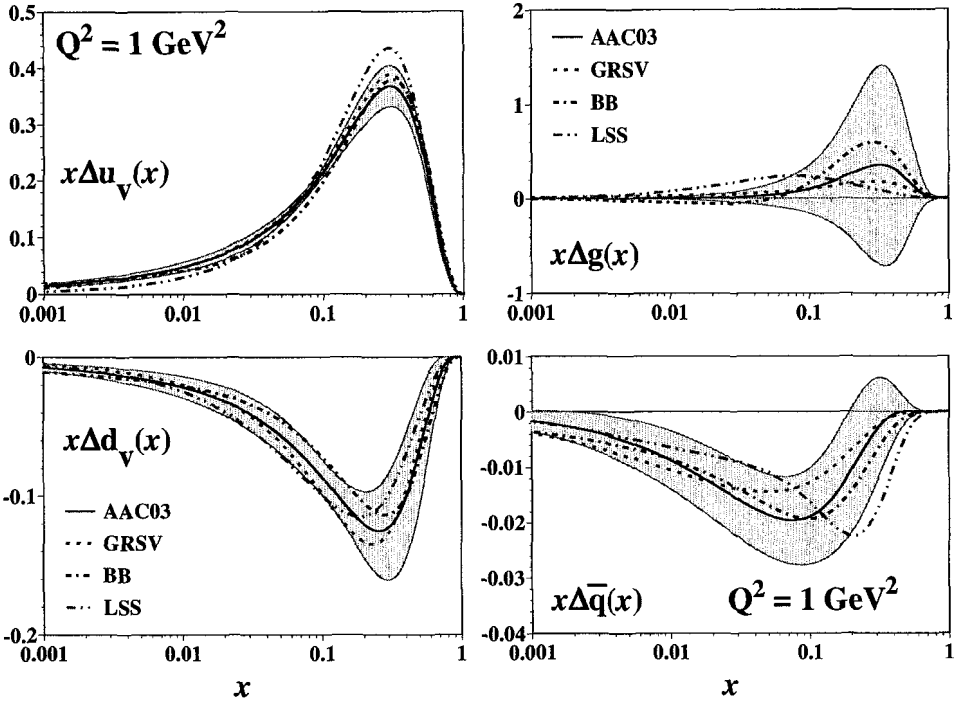 Q² = 1 GeV²
xΔu_v(x)
0.5
0.4
0.3
0.2
0.1
0
0.001
0.01
0.1
1
AAC03
GRSV
BB
LSS
xΔg(x)
2
1
0
-1
0.001
0.01
0.1
1
xΔd_v(x)
AAC03
GRSV
BB
LSS
0
-0.1
-0.2
0.001
0.01
0.1
1
x
0.01
0
-0.01
-0.02
-0.03
-0.04
xΔq̅(x)
Q² = 1 GeV²
0.001
0.01
0.1
1
x